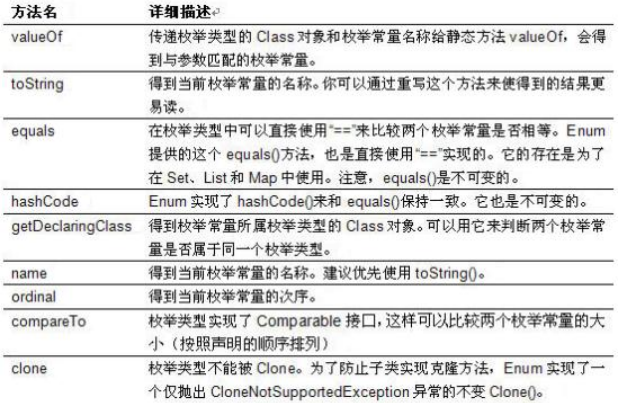 方法名 详细描述
valueOf 传递枚举类型的 Class 对象和枚举常量名称给静态方法 valueOf，会得
到与参数匹配的枚举常量。
toString 得到当前枚举常量的名称。你可以通过重写这个方法来使得到的结果更
易读。
equals 在枚举类型中可以直接使用“==”来比较两个枚举常量是否相等。Enum
提供的这个 equals()方法，也是直接使用“==”实现的。它的存在是为了
在 Set、List 和 Map 中使用。注意，equals()是不可变的。
hashCode Enum 实现了 hashCode()来和 equals()保持一致。它也是不可变的。
getDeclaringClass 得到枚举常量所属枚举类型的 Class 对象。可以用它来判断两个枚举常
量是否属于同一个枚举类型。
name 得到当前枚举常量的名称。建议优先使用 toString()。
ordinal 得到当前枚举常量的次序。
compareTo 枚举类型实现了 Comparable 接口，这样可以比较两个枚举常量的大
小（按照声明的顺序排列）
clone 枚举类型不能被 Clone。为了防止子类实现克隆方法，Enum 实现了一
个仅抛出 CloneNotSupportedException 异常的不变 Clone()。